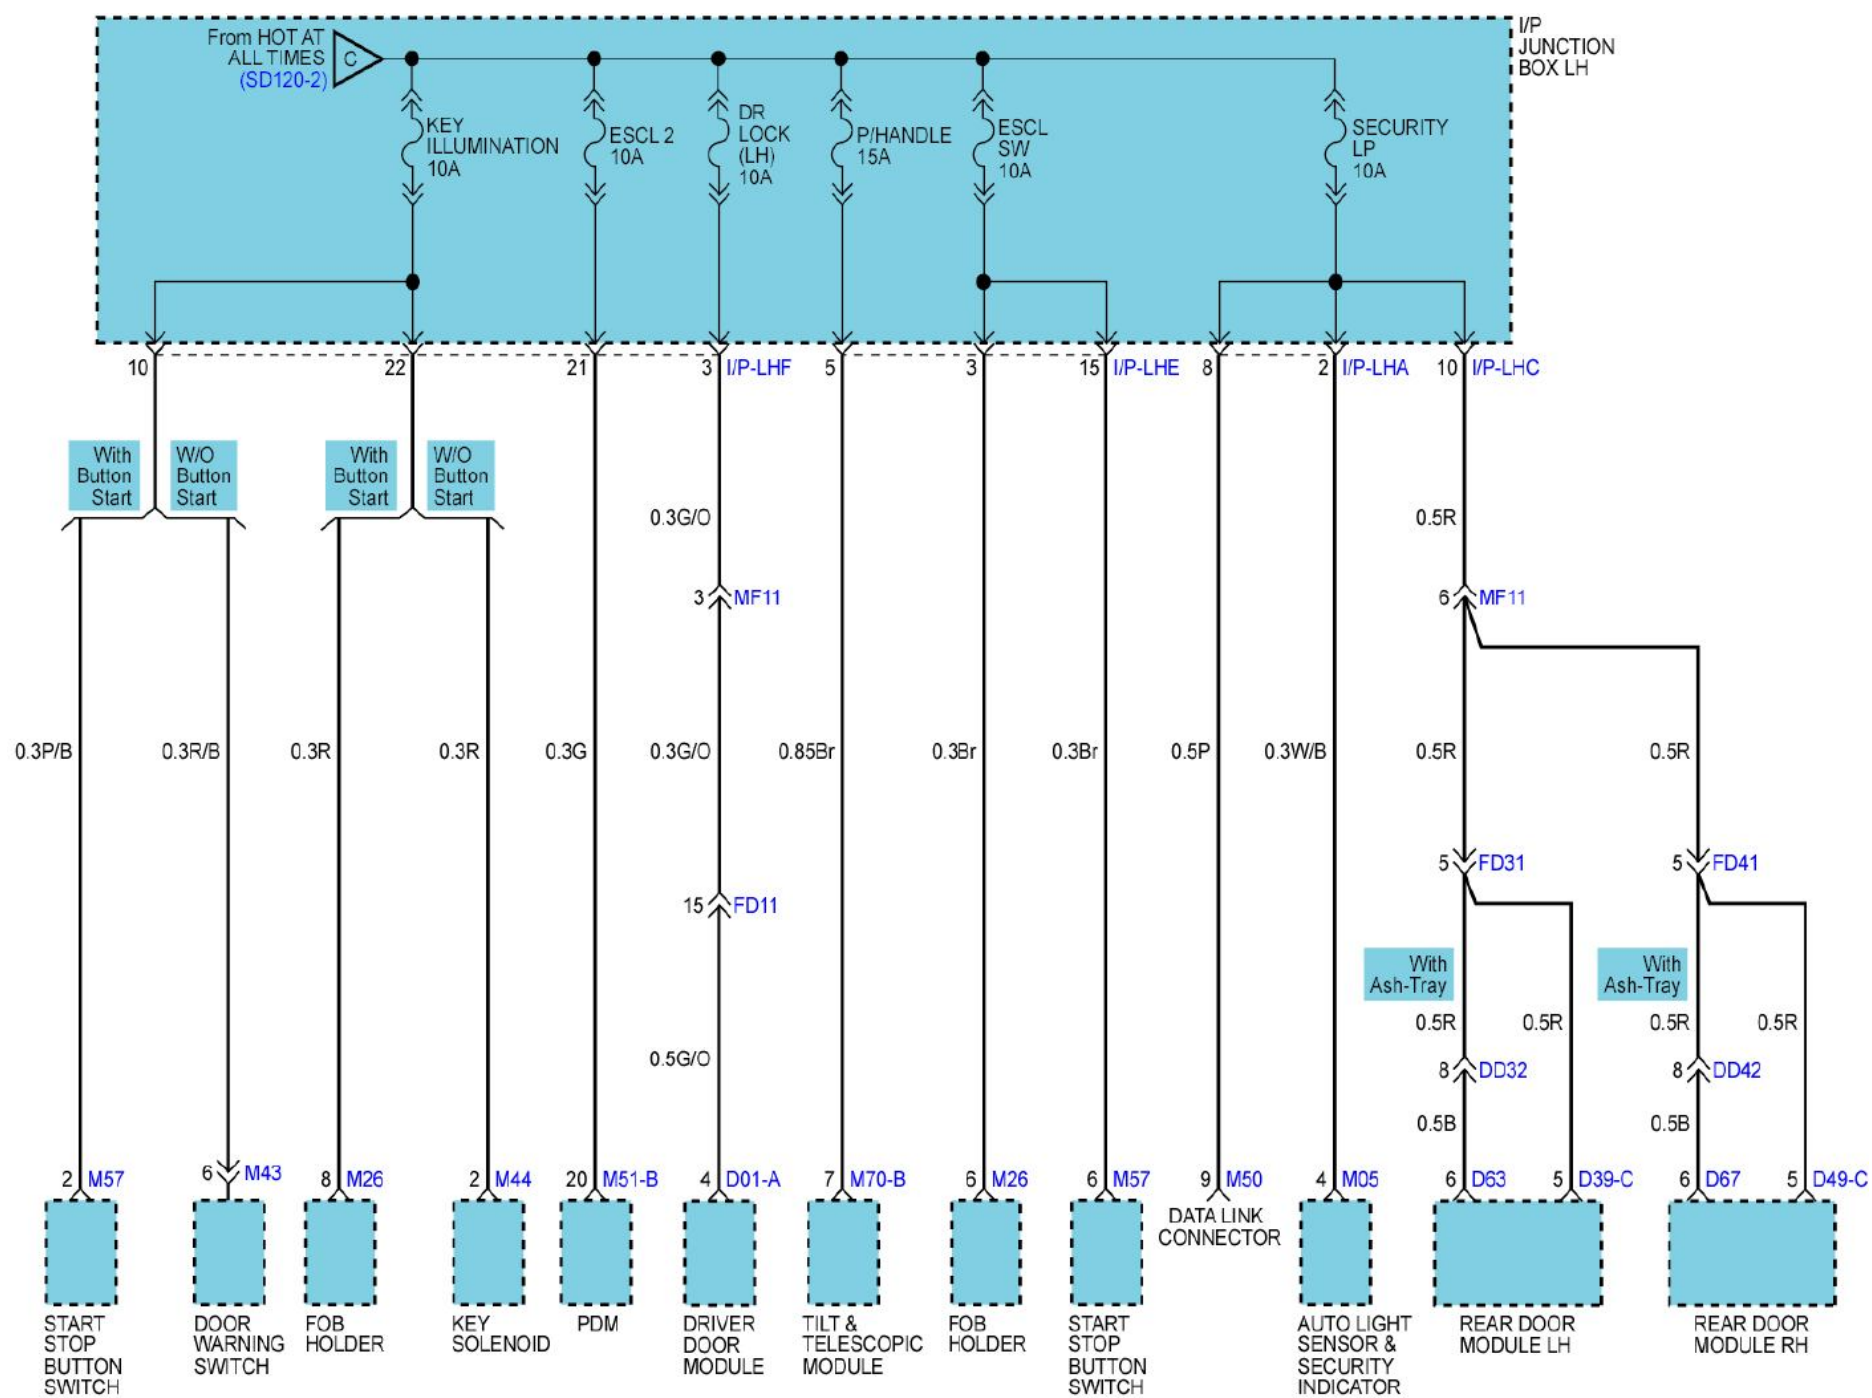 From HOT AT
ALL TIMES
(SD120-2)
C
I/P
JUNCTION
BOX LH
KEY
ILLUMINATION
10A
ESCL 2
10A
DR
LOCK
(LH)
10A
P/HANDLE
15A
ESCL
SW
10A
SECURITY
LP
10A
10
22
21
3 I/P-LHF
5
3
15 I/P-LHE
8
2 I/P-LHA
10 I/P-LHC
With
Button
Start
W/O
Button
Start
With
Button
Start
W/O
Button
Start
0.3G/O
0.5R
3 MF11
6 MF11
0.3P/B
0.3R/B
0.3R
0.3R
0.3G
0.3G/O
0.85Br
0.3Br
0.3Br
0.5P
0.3W/B
0.5R
0.5R
5 FD31
5 FD41
15 FD11
With
Ash-Tray
With
Ash-Tray
0.5R
0.5R
0.5R
0.5R
0.5G/O
8 DD32
8 DD42
0.5B
0.5B
2 M57
6 M43
8 M26
2 M44
20 M51-B
4 D01-A
7 M70-B
6 M26
6 M57
9 M50
4 M05
6 D63
5 D39-C
6 D67
5 D49-C
DATA LINK
CONNECTOR
START
STOP
BUTTON
SWITCH
DOOR
WARNING
SWITCH
FOB
HOLDER
KEY
SOLENOID
PDM
DRIVER
DOOR
MODULE
TILT &
TELESCOPIC
MODULE
FOB
HOLDER
START
STOP
BUTTON
SWITCH
AUTO LIGHT
SENSOR &
SECURITY
INDICATOR
REAR DOOR
MODULE LH
REAR DOOR
MODULE RH